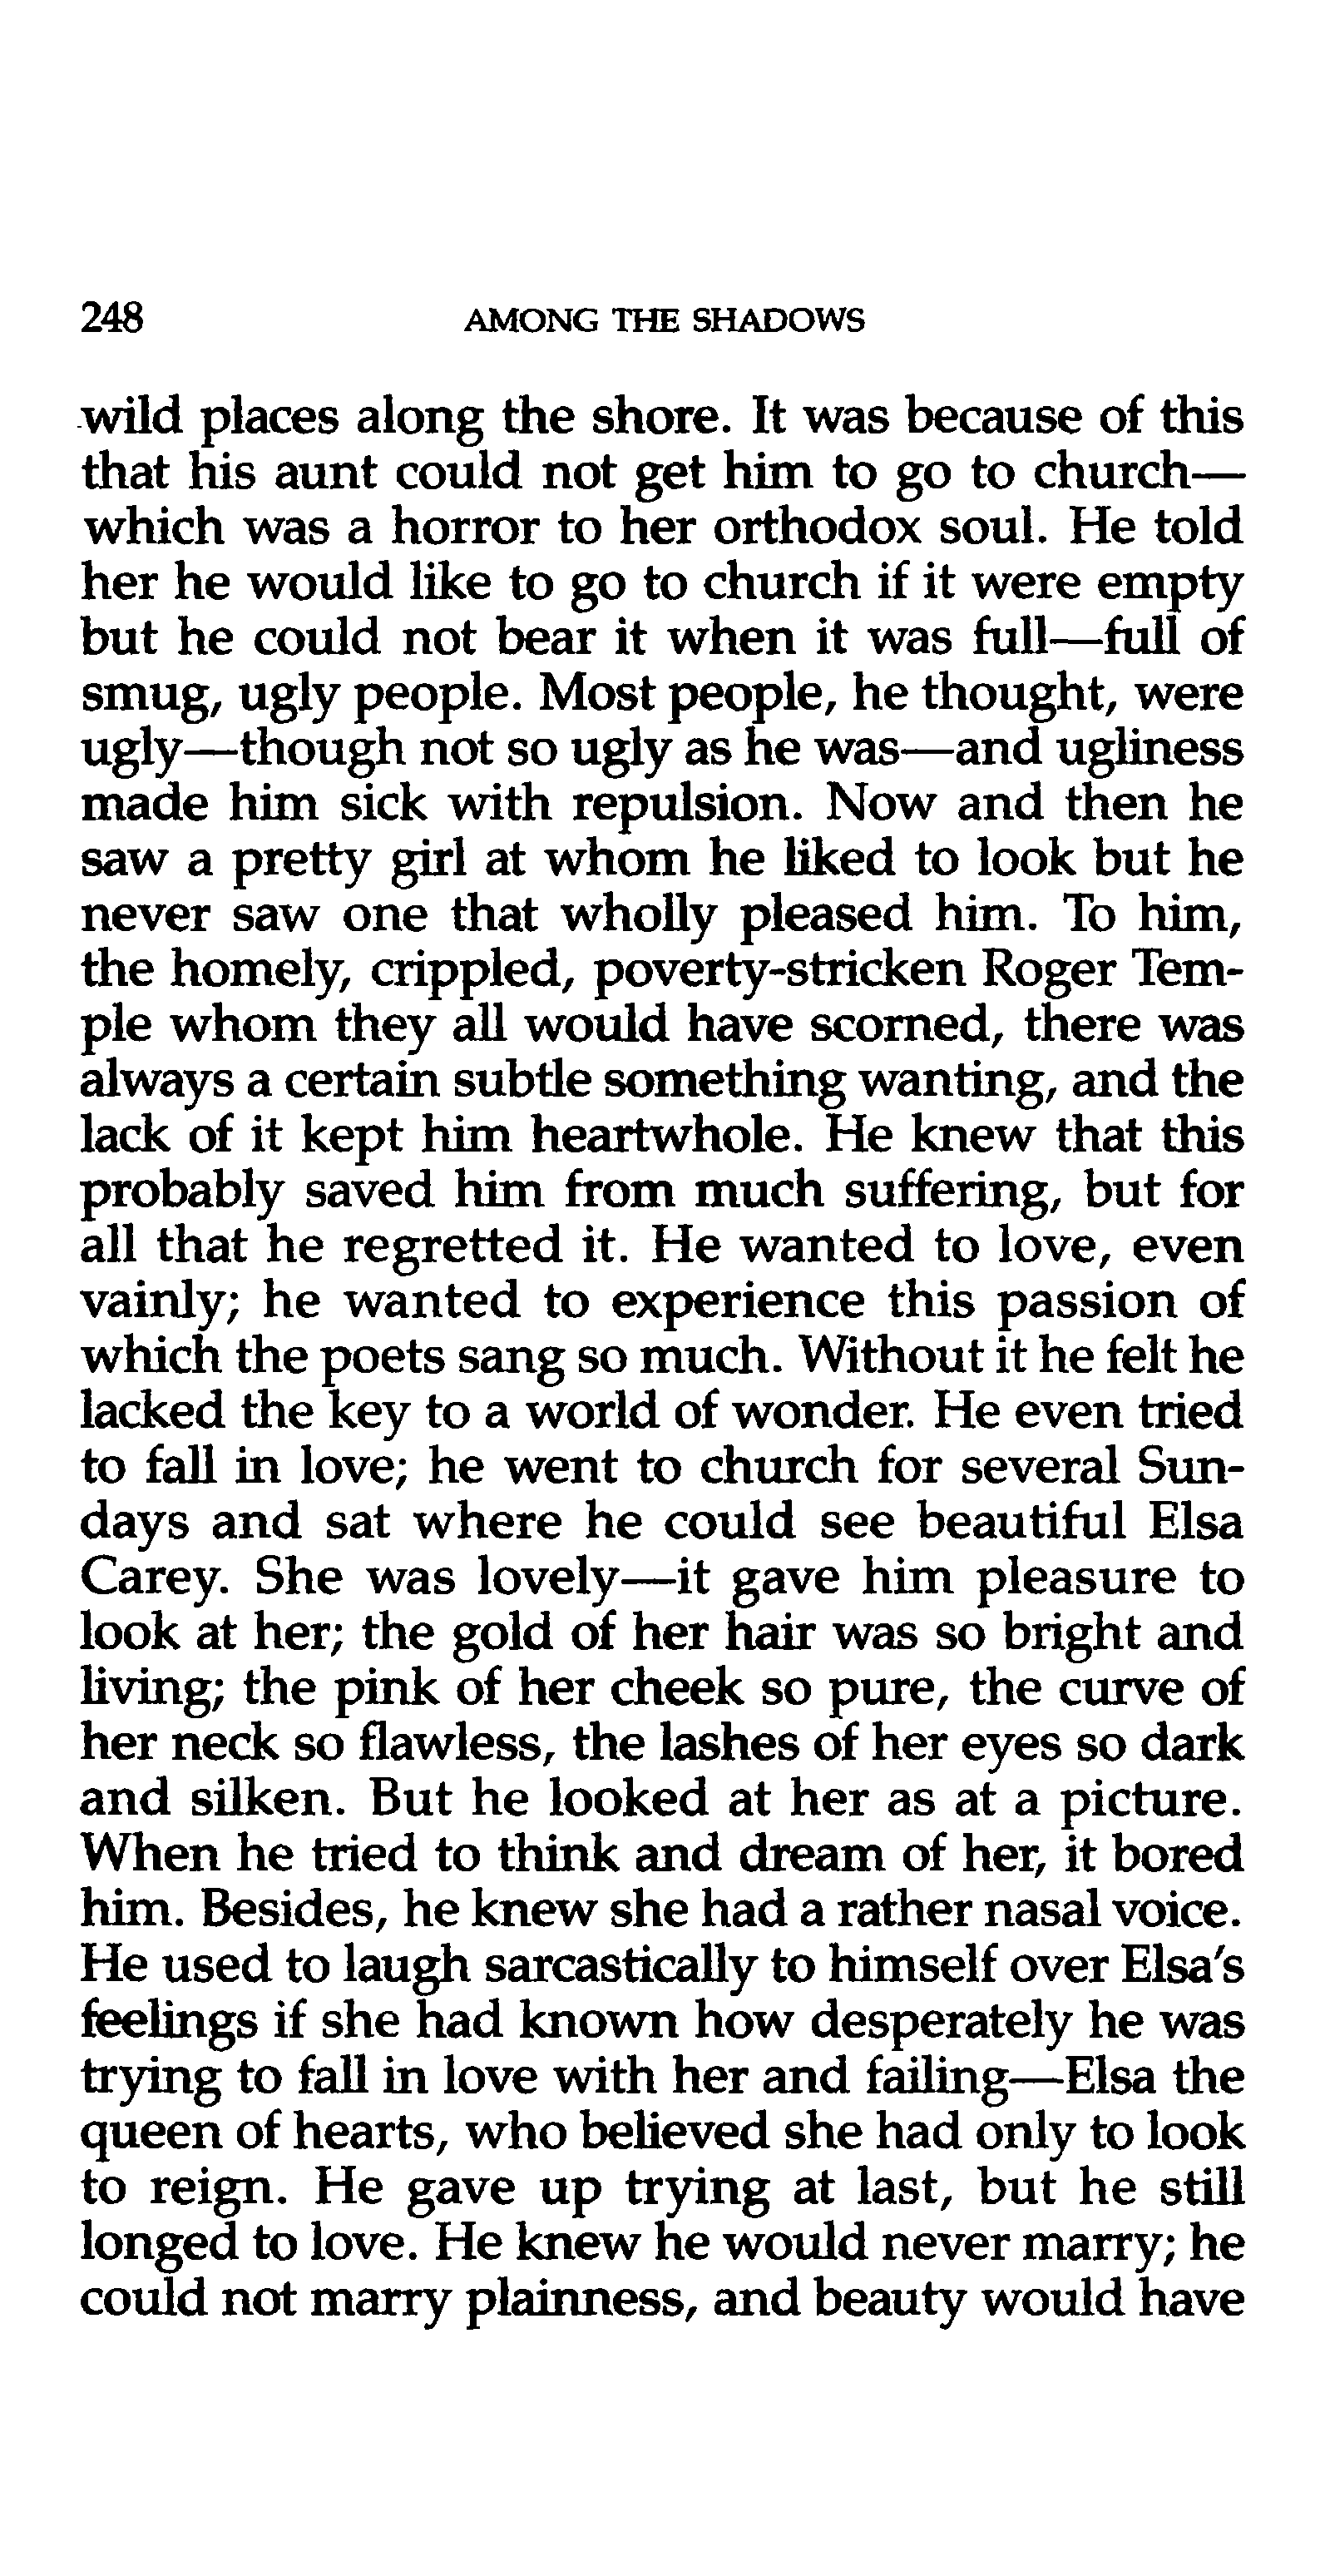 248 AMONG THE SHADOWS
wild places along the shore. It was because of this
that his aunt could not get him to go to church—
which was a horror to her orthodox soul. He told
her he would like to go to church if it were empty
but he could not bear it when it was full—full of
smug, ugly people. Most people, he thought, were
ugly—though not so ugly as he was—and ugliness
made him sick with repulsion. Now and then he
saw a pretty girl at whom he liked to look but he
never saw one that wholly pleased him. To him,
the homely, crippled, poverty-stricken Roger Tem-
ple whom they all would have scorned, there was
always a certain subtle something wanting, and the
lack of it kept him heartwhole. He knew that this
probably saved him from much suffering, but for
all that he regretted it. He wanted to love, even
vainly; he wanted to experience this passion of
which the poets sang so much. Without it he felt he
lacked the key to a world of wonder. He even tried
to fall in love; he went to church for several Sun-
days and sat where he could see beautiful Elsa
Carey. She was lovely—it gave him pleasure to
look at her; the gold of her hair was so bright and
living; the pink of her cheek so pure, the curve of
her neck so flawless, the lashes of her eyes so dark
and silken. But he looked at her as at a picture.
When he tried to think and dream of her, it bored
him. Besides, he knew she had a rather nasal voice.
He used to laugh sarcastically to himself over Elsa's
feelings if she had known how desperately he was
trying to fall in love with her and failing—Elsa the
queen of hearts, who believed she had only to look
to reign. He gave up trying at last, but he still
longed to love. He knew he would never marry; he
could not marry plainness, and beauty would have